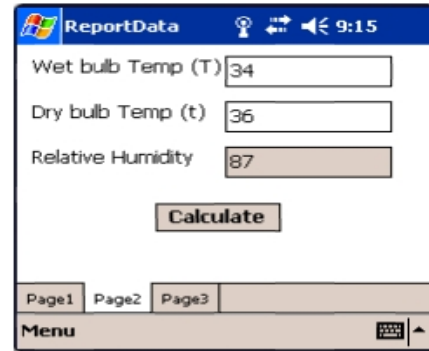 ReportData 9:15
Wet bulb Temp (T) 34
Dry bulb Temp (t) 36
Relative Humidity 87
Calculate
Page1 Page2 Page3
Menu